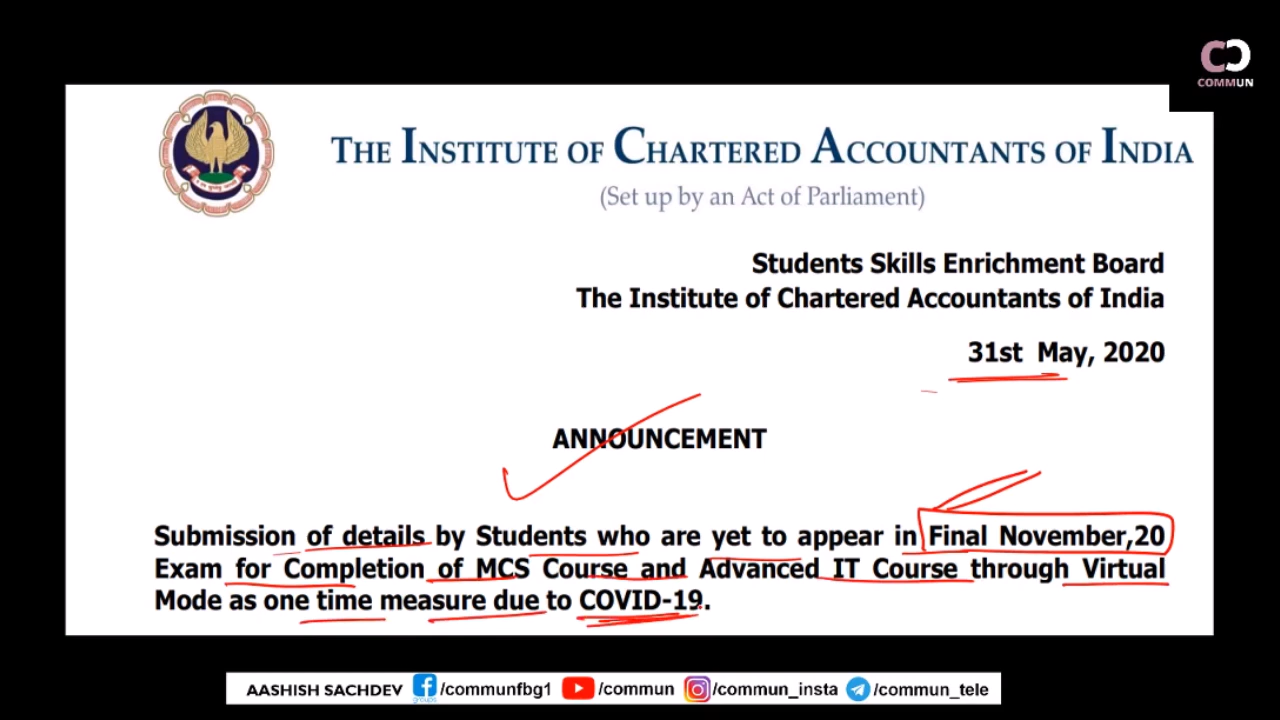 COMMUN
THE INSTITUTE OF CHARTERED ACCOUNTANTS OF INDIA
(Set up by an Act of Parliament)
Students Skills Enrichment Board
The Institute of Chartered Accountants of India
31st May, 2020
ANNOUNCEMENT
Submission of details by Students who are yet to appear in Final November,20
Exam for Completion of MCS Course and Advanced IT Course through Virtual
Mode as one time measure due to COVID-19.
AASHISH SACHDEV /communfbg1 /commun /commun_insta /commun_tele
groups